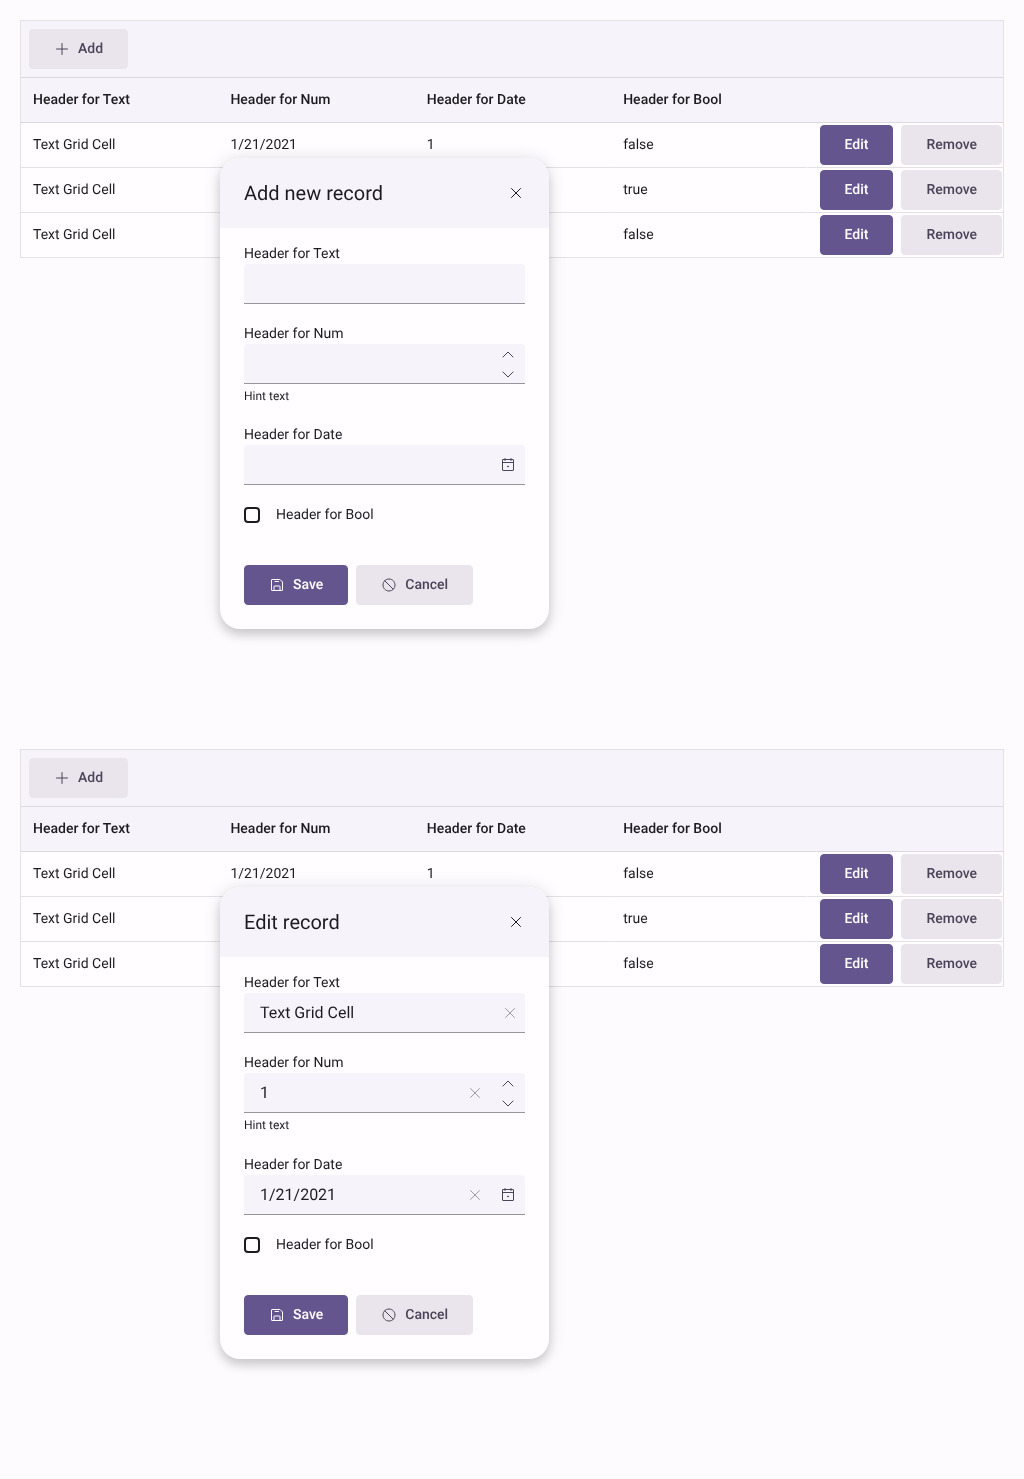 Add
Header for Text Header for Num Header for Date Header for Bool
Text Grid Cell 1/21/2021 1 false Edit Remove
Text Grid Cell true Edit Remove
Text Grid Cell false Edit Remove
Add new record
Header for Text
Header for Num
Hint text
Header for Date
Header for Bool
Save Cancel
Add
Header for Text Header for Num Header for Date Header for Bool
Text Grid Cell 1/21/2021 1 false Edit Remove
Text Grid Cell true Edit Remove
Text Grid Cell false Edit Remove
Edit record
Header for Text
Text Grid Cell
Header for Num
1
Hint text
Header for Date
1/21/2021
Header for Bool
Save Cancel